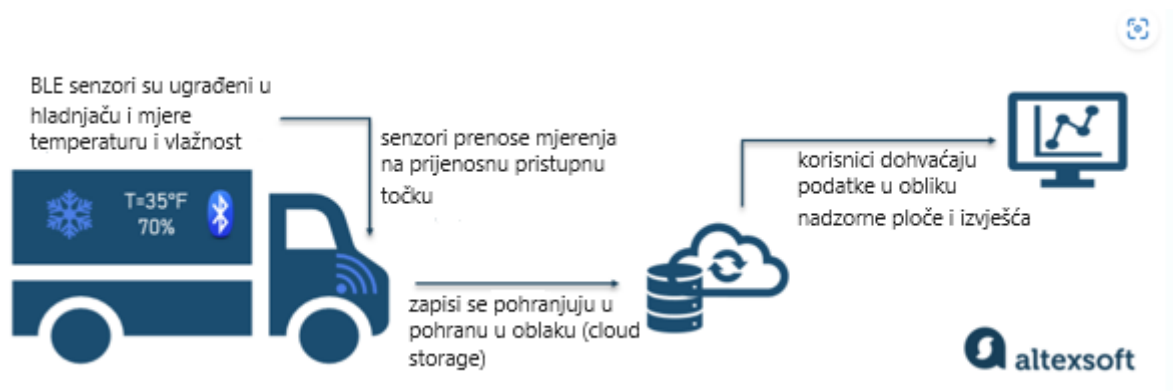 BLE senzori su ugrađeni u
hladnjaču i mjere
temperaturu i vlažnost
T=35°F
70%
senzori prenose mjerenja
na prijenosnu pristupnu
točku
zapisi se pohranjuju u
pohranu u oblaku (cloud
storage)
korisnici dohvaćaju
podatke u obliku
nadzorne ploče i izvješća
altexsoft